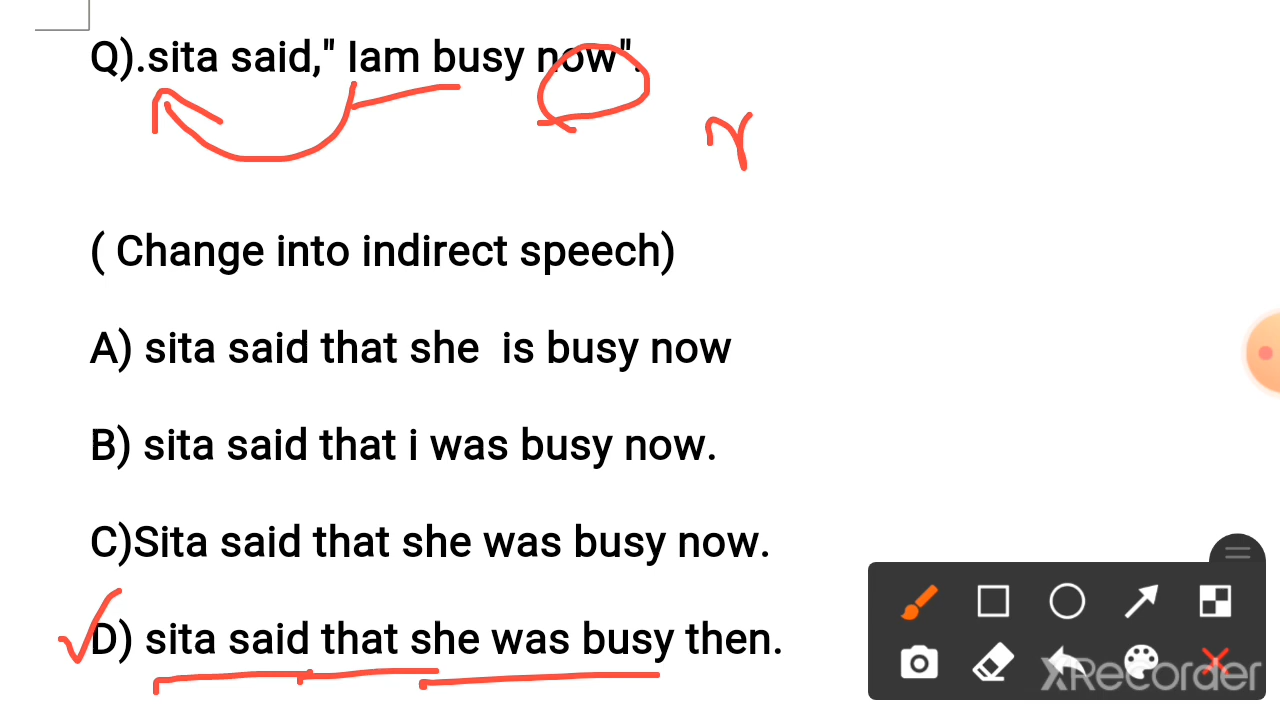 Q).sita said," Iam busy now".
( Change into indirect speech)
A) sita said that she is busy now
B) sita said that i was busy now.
C)Sita said that she was busy now.
D) sita said that she was busy then.
XRecorder